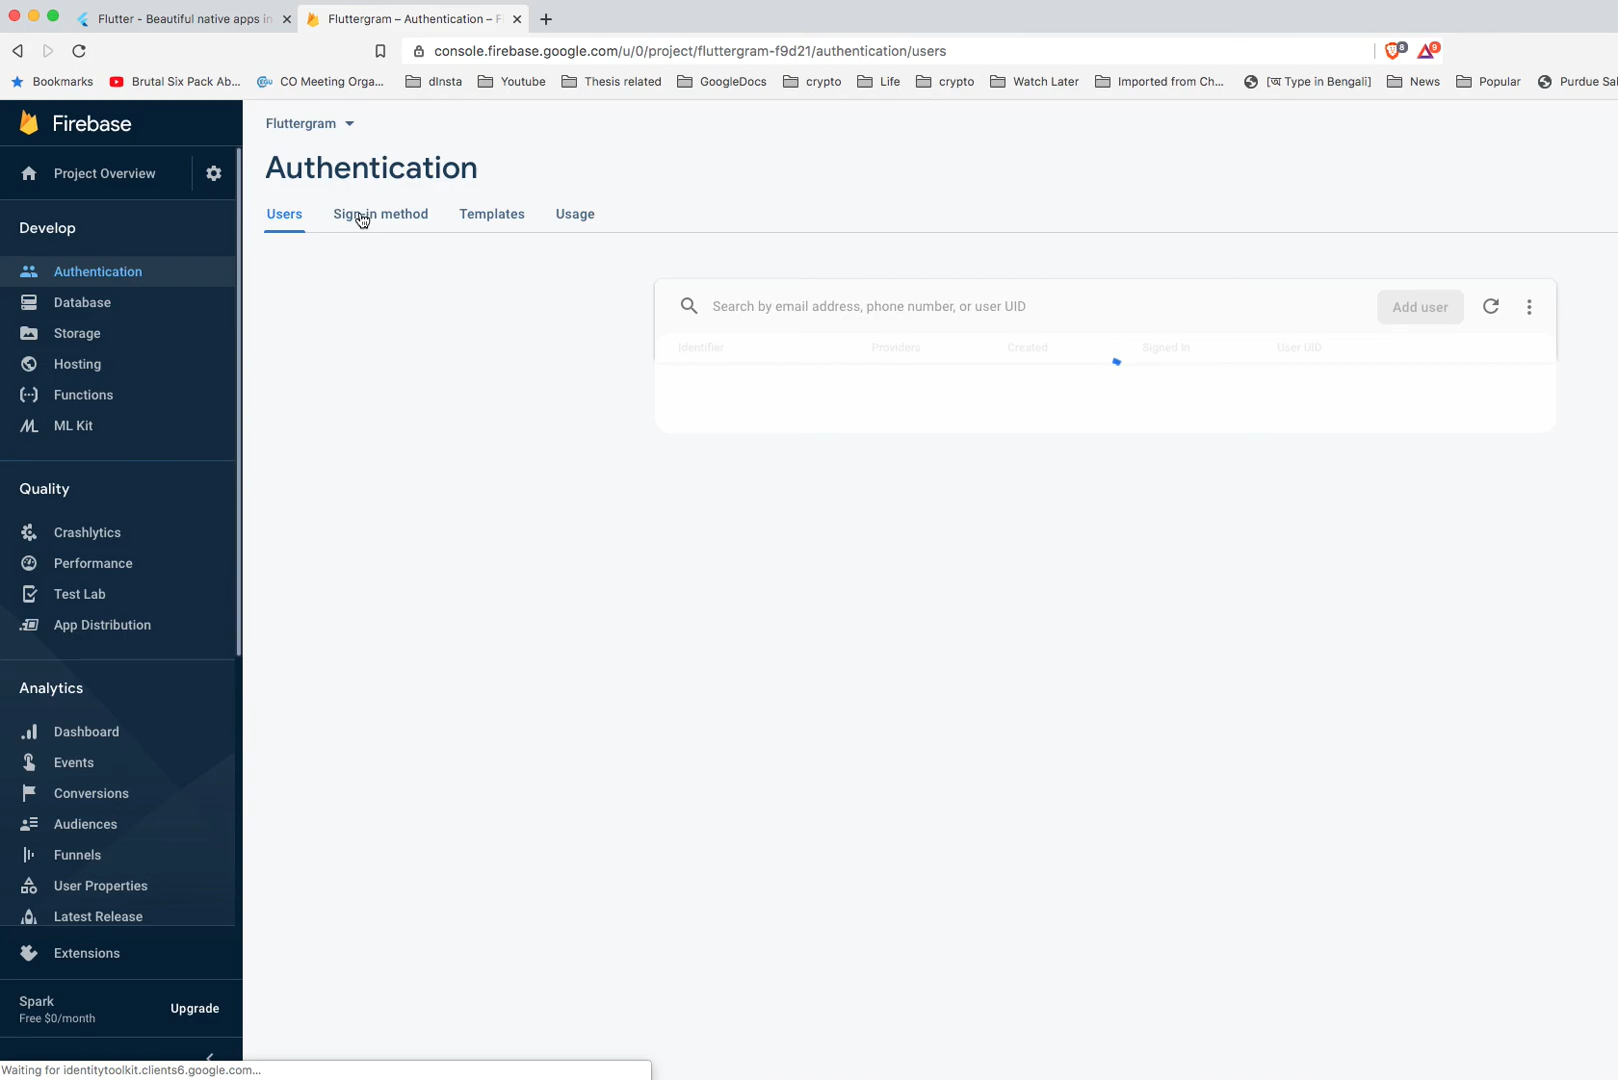 Flutter - Beautiful native apps in
Fluttergram – Authentication – F
console.firebase.google.com/u/0/project/fluttergram-f9d21/authentication/users
8
9
Bookmarks
Brutal Six Pack Ab...
CO Meeting Orga...
dInsta
Youtube
Thesis related
GoogleDocs
crypto
Life
crypto
Watch Later
Imported from Ch...
[অ Type in Bengali]
News
Popular
Purdue Sal
Firebase
Project Overview
Develop
Authentication
Database
Storage
Hosting
Functions
ML Kit
Quality
Crashlytics
Performance
Test Lab
App Distribution
Analytics
Dashboard
Events
Conversions
Audiences
Funnels
User Properties
Latest Release
Extensions
Spark
Free $0/month
Upgrade
Fluttergram
Authentication
Users
Sign-in method
Templates
Usage
Search by email address, phone number, or user UID
Add user
Identifier
Providers
Created
Signed In
User UID
Waiting for identitytoolkit.clients6.google.com...